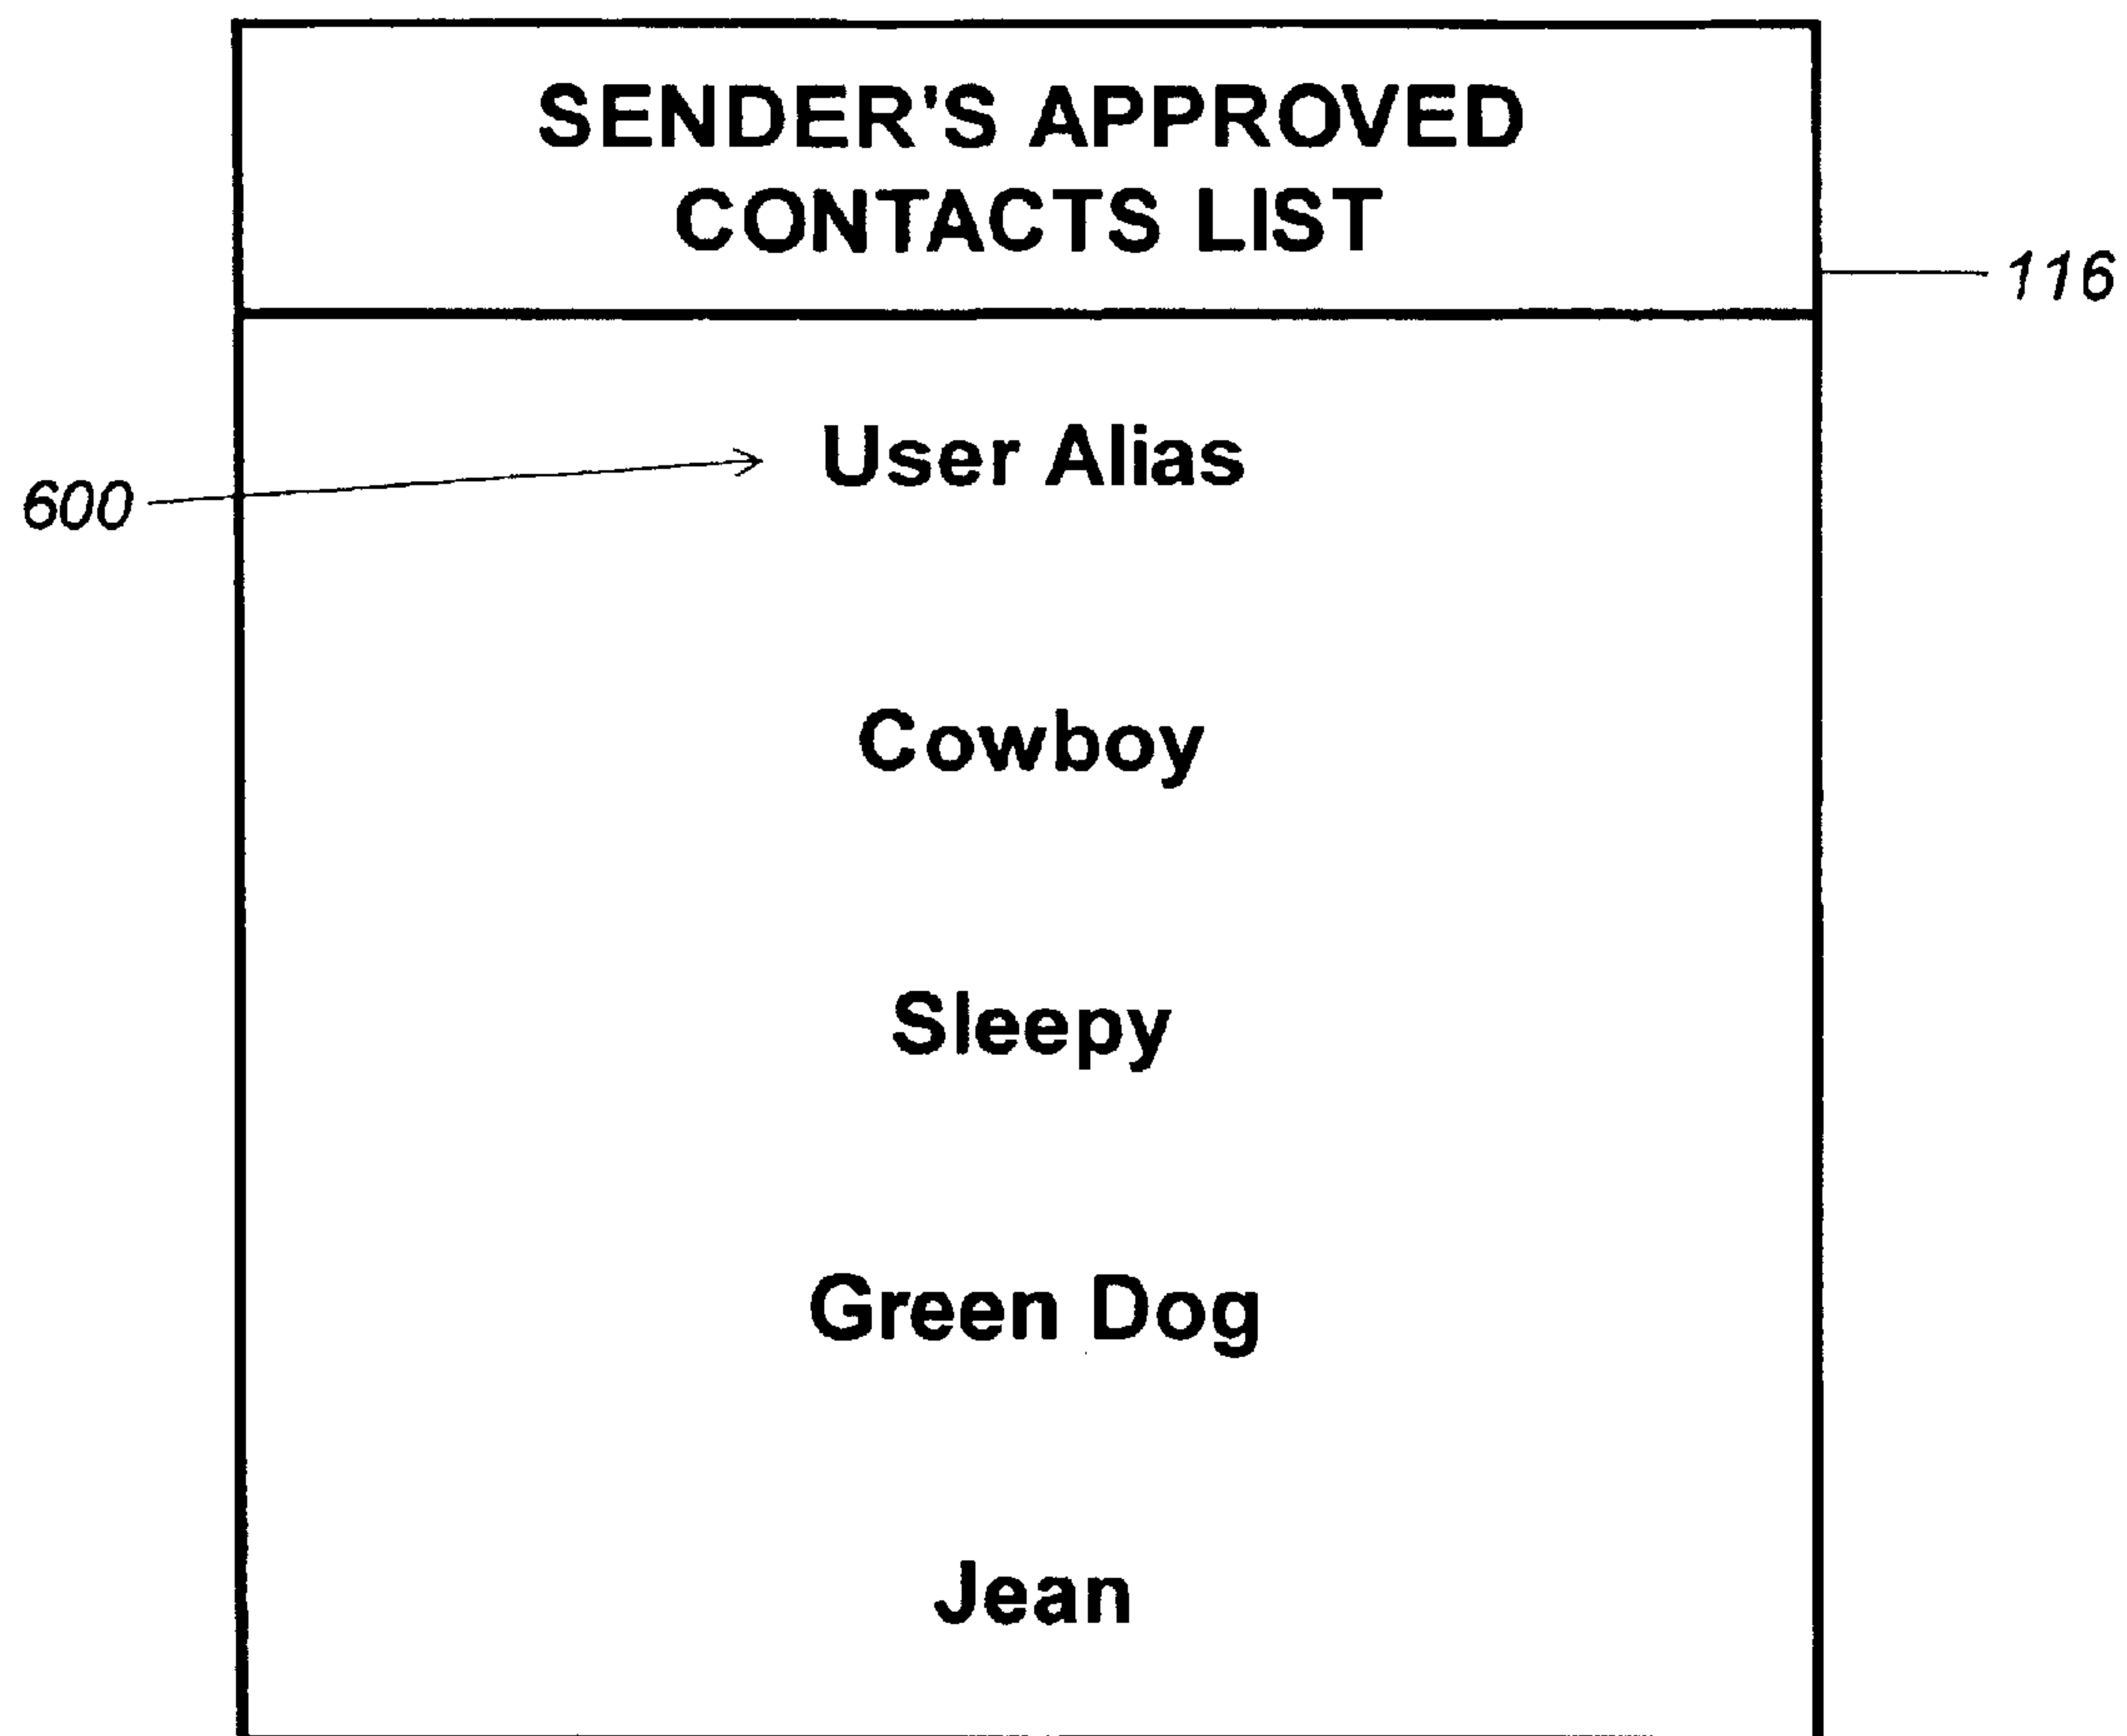 SENDER'S APPROVED
CONTACTS LIST
116
User Alias
600
Cowboy
Sleepy
Green Dog
Jean